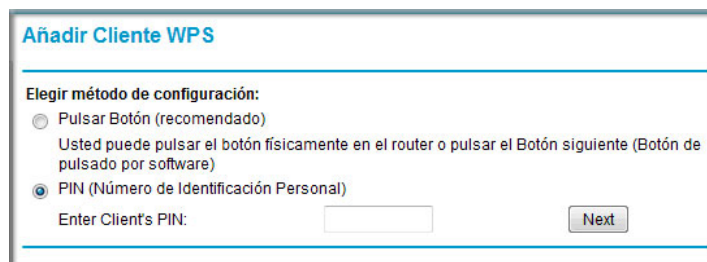 Añadir Cliente WPS
Elegir método de configuración:
Pulsar Botón (recomendado)
Usted puede pulsar el botón físicamente en el router o pulsar el Botón siguiente (Botón de
pulsado por software)
PIN (Número de Identificación Personal)
Enter Client's PIN:
Next